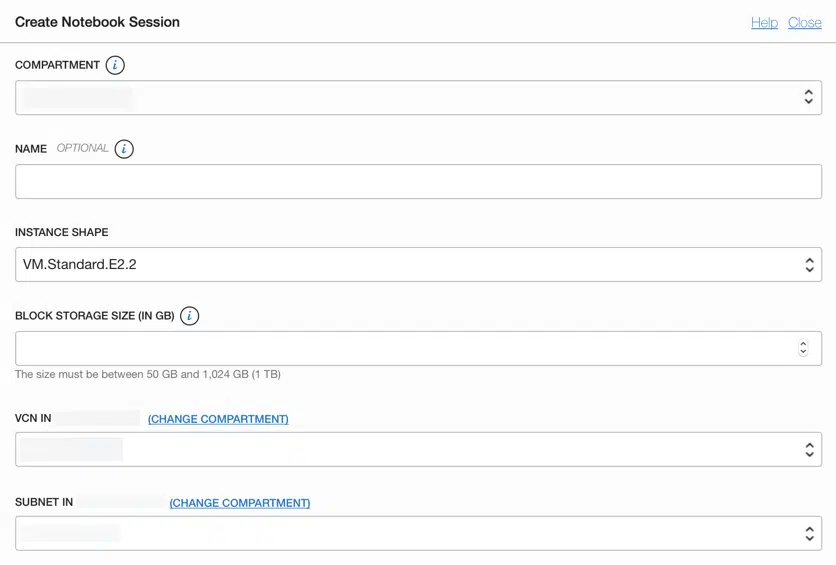 Create Notebook Session Help Close
COMPARTMENT i
NAME OPTIONAL i
INSTANCE SHAPE
VM.Standard.E2.2
BLOCK STORAGE SIZE (IN GB) i
The size must be between 50 GB and 1,024 GB (1 TB)
VCN IN (CHANGE COMPARTMENT)
SUBNET IN (CHANGE COMPARTMENT)